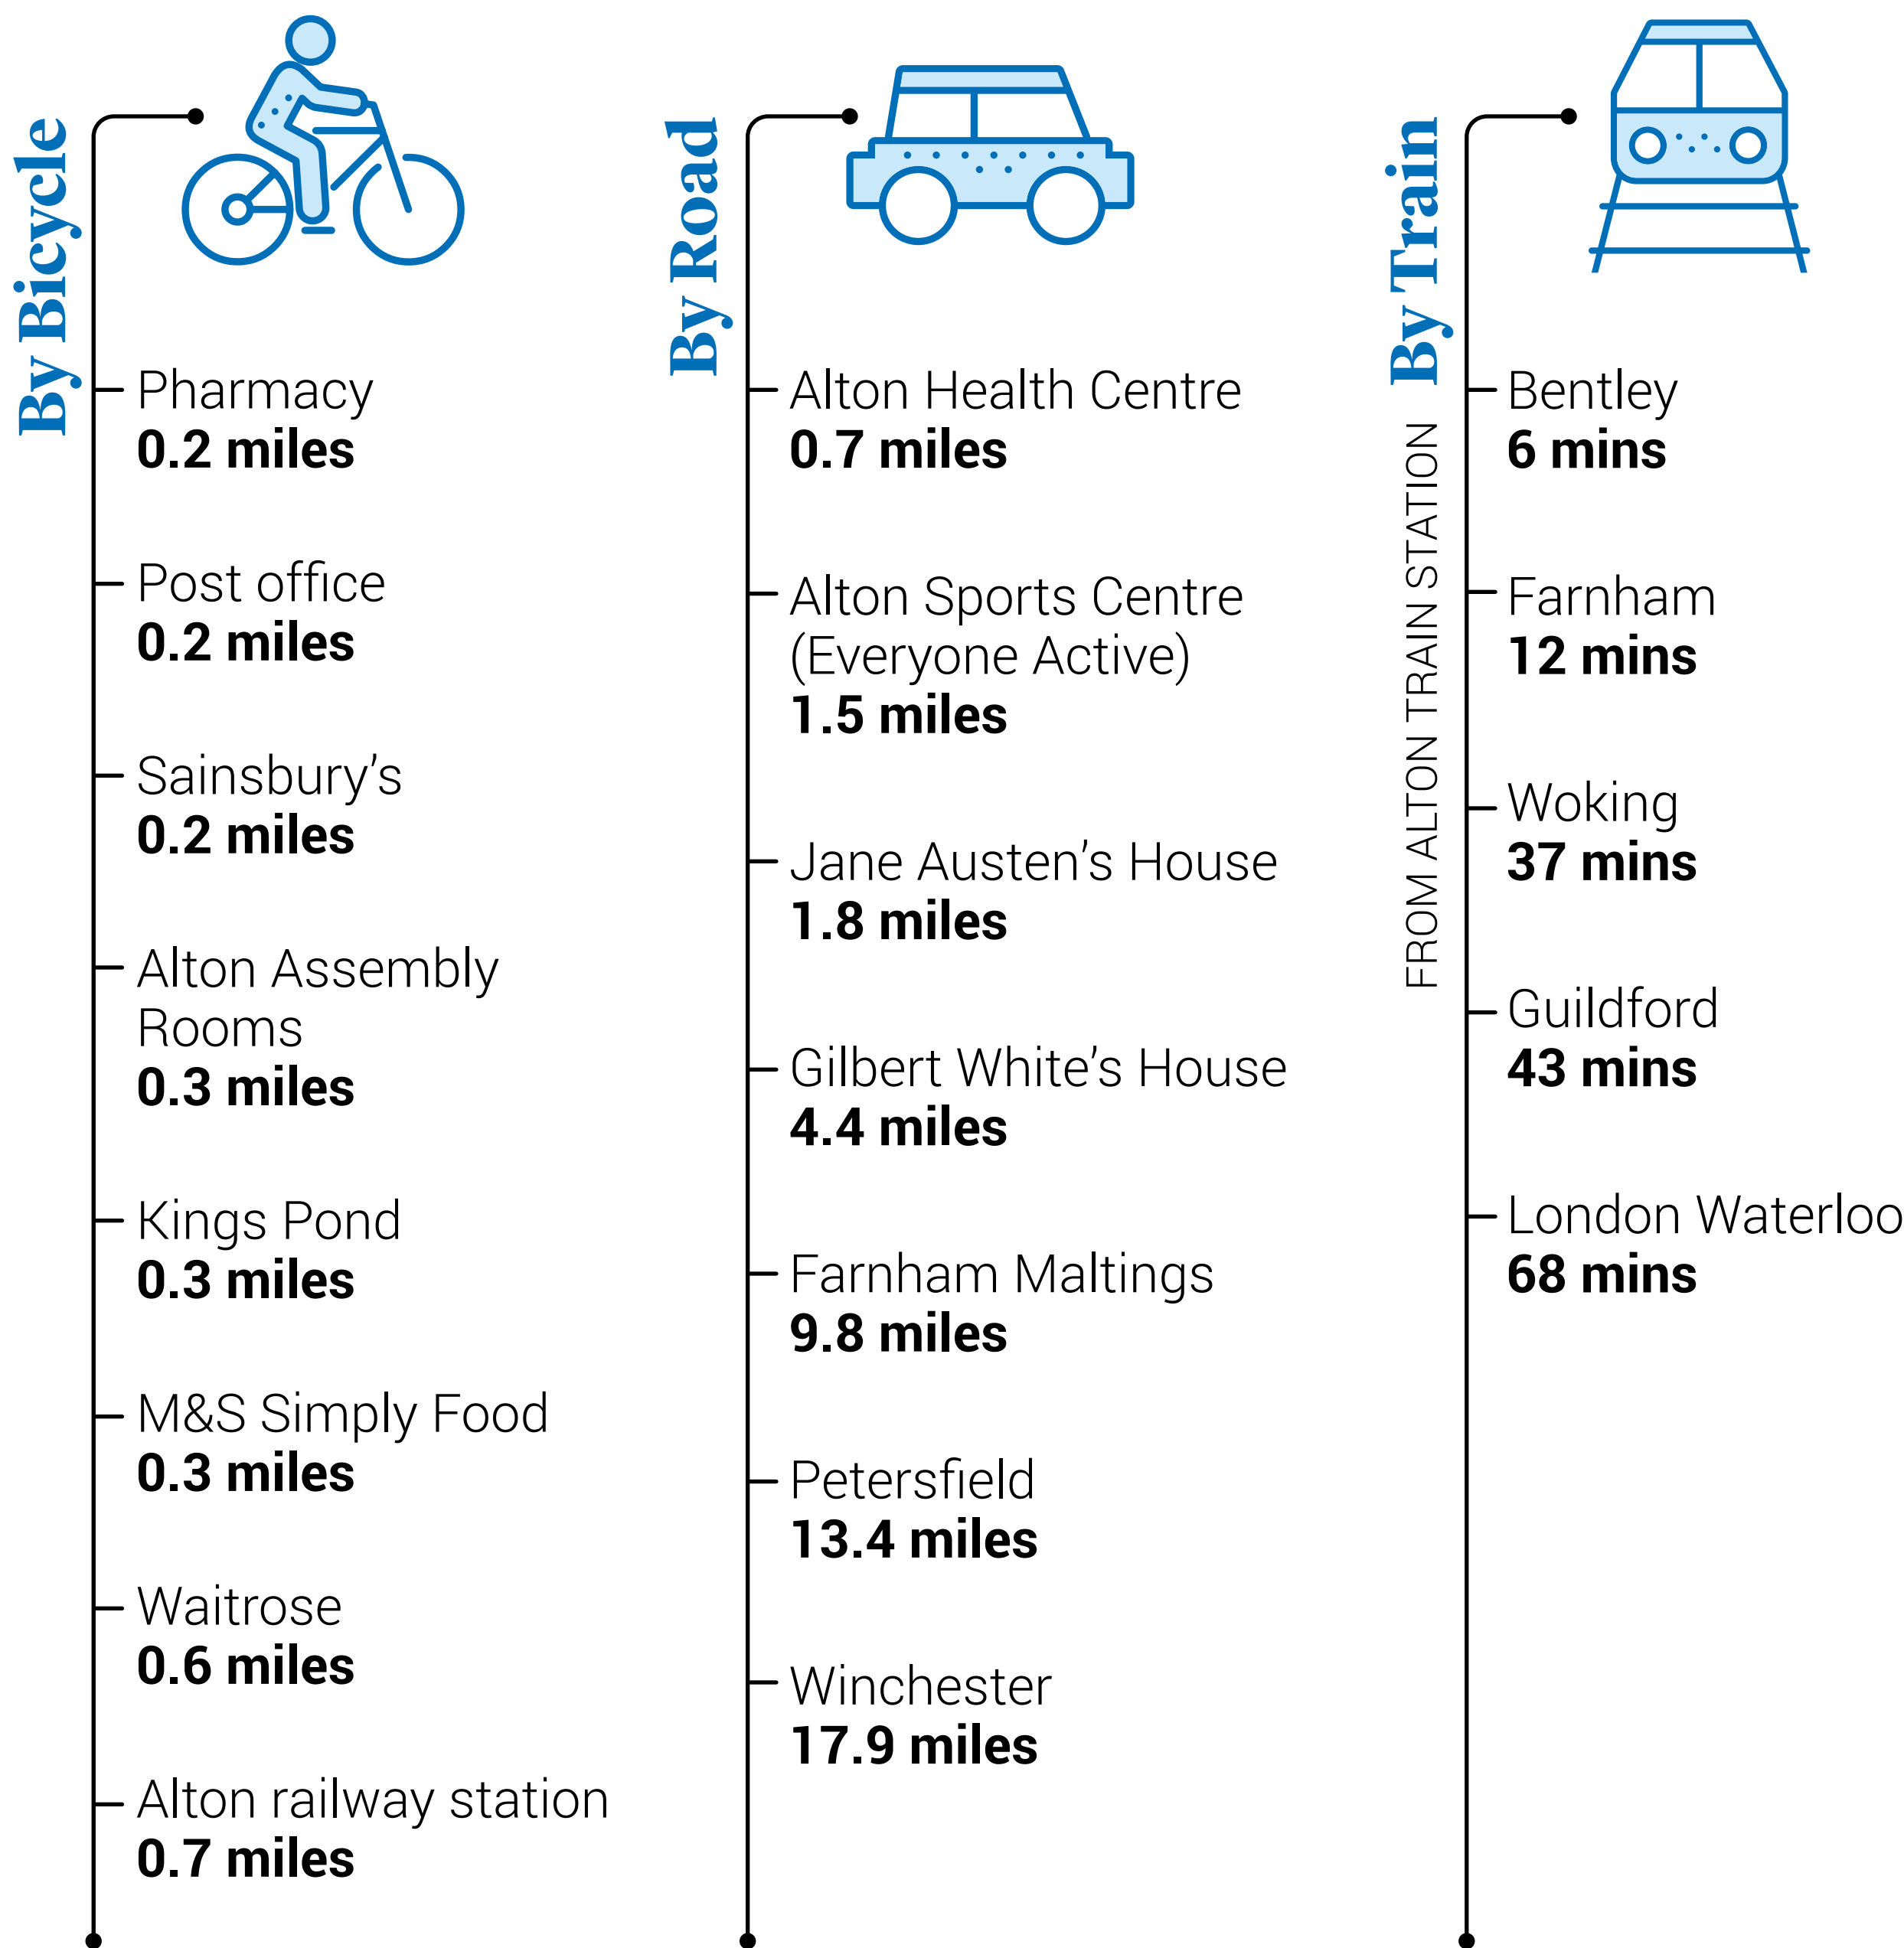 By Bicycle
Pharmacy
0.2 miles
Post office
0.2 miles
Sainsbury’s
0.2 miles
Alton Assembly
Rooms
0.3 miles
Kings Pond
0.3 miles
M&S Simply Food
0.3 miles
Waitrose
0.6 miles
Alton railway station
0.7 miles
By Road
Alton Health Centre
0.7 miles
Alton Sports Centre
(Everyone Active)
1.5 miles
Jane Austen’s House
1.8 miles
Gilbert White’s House
4.4 miles
Farnham Maltings
9.8 miles
Petersfield
13.4 miles
Winchester
17.9 miles
By Train
FROM ALTON TRAIN STATION
Bentley
6 mins
Farnham
12 mins
Woking
37 mins
Guildford
43 mins
London Waterloo
68 mins